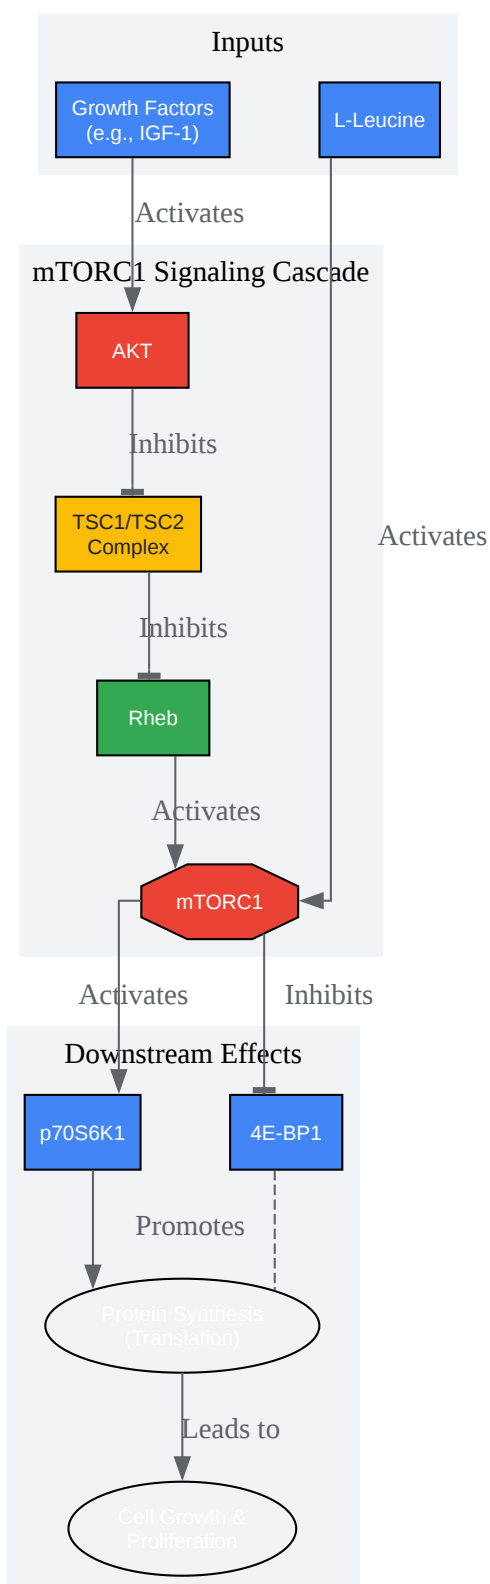 Inputs
Growth Factors
(e.g., IGF-1)
L-Leucine
Activates
mTORC1 Signaling Cascade
AKT
Inhibits
TSC1/TSC2
Complex
Activates
Inhibits
Rheb
Activates
mTORC1
Activates
Inhibits
Downstream Effects
p70S6K1
4E-BP1
Promotes
Protein Synthesis
(Translation)
Leads to
Cell Growth &
Proliferation